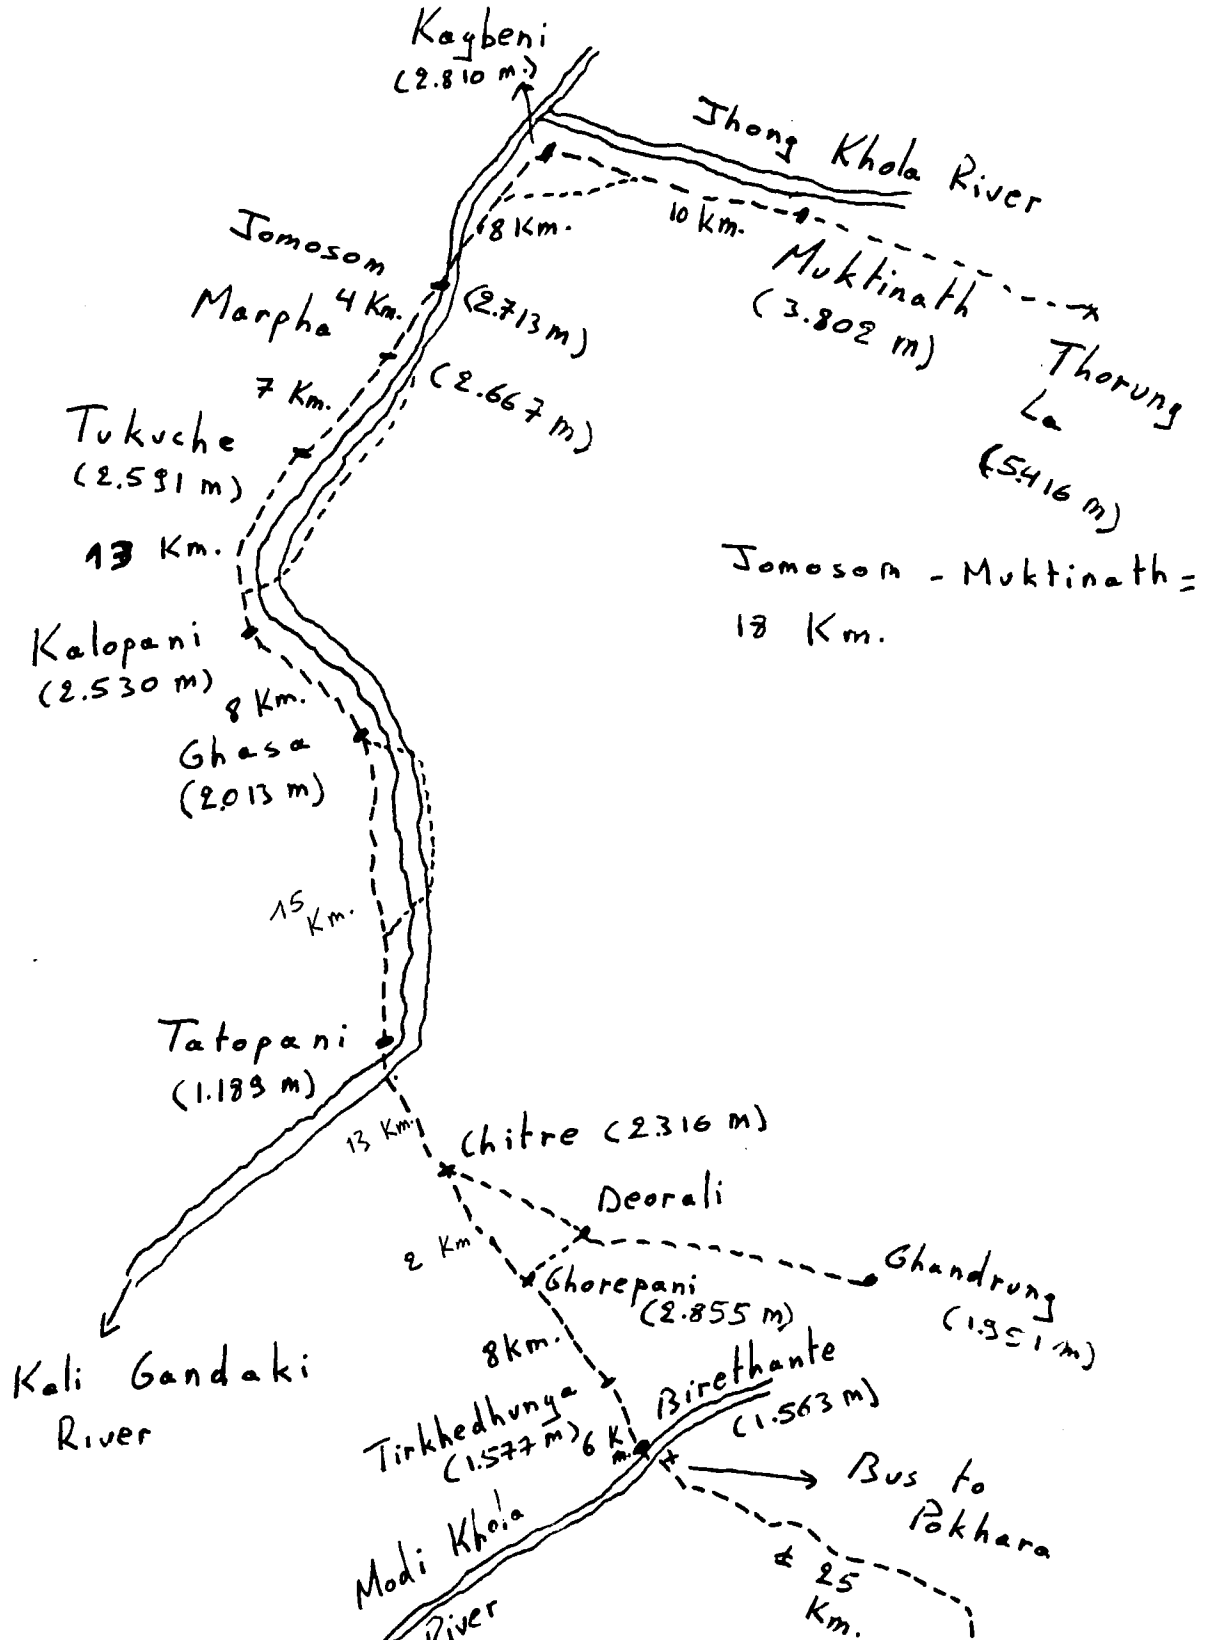 Kagbeni
(2.810 m.)
Jhong Khola River
8 Km.
10 Km.
Jomosom
(2.713 m)
Muktinath
(3.802 m)
Marpha
4 Km.
(2.667 m)
Thorung
La
(5.416 m)
7 Km.
Tukuche
(2.591 m)
13 Km.
Jomosom - Muktinath =
18 Km.
Kalopani
(2.530 m)
8 Km.
Ghasa
(2.013 m)
15
Km.
Tatopani
(1.189 m)
13 Km.
Chitre (2.316 m)
Deorali
2 Km
Ghorepani
(2.855 m)
Ghandrung
(1.951 m)
8 Km.
Kali Gandaki
River
Birethante
(1.563 m)
Tirkhedhunga
(1.577 m)
6 Km.
Bus to
Pokhara
Modi Khola
River
± 25
Km.